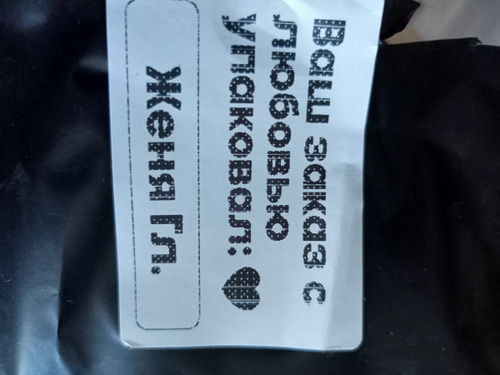 Ваш заказ с
любовью
упаковал: ♥
Женя Гл.